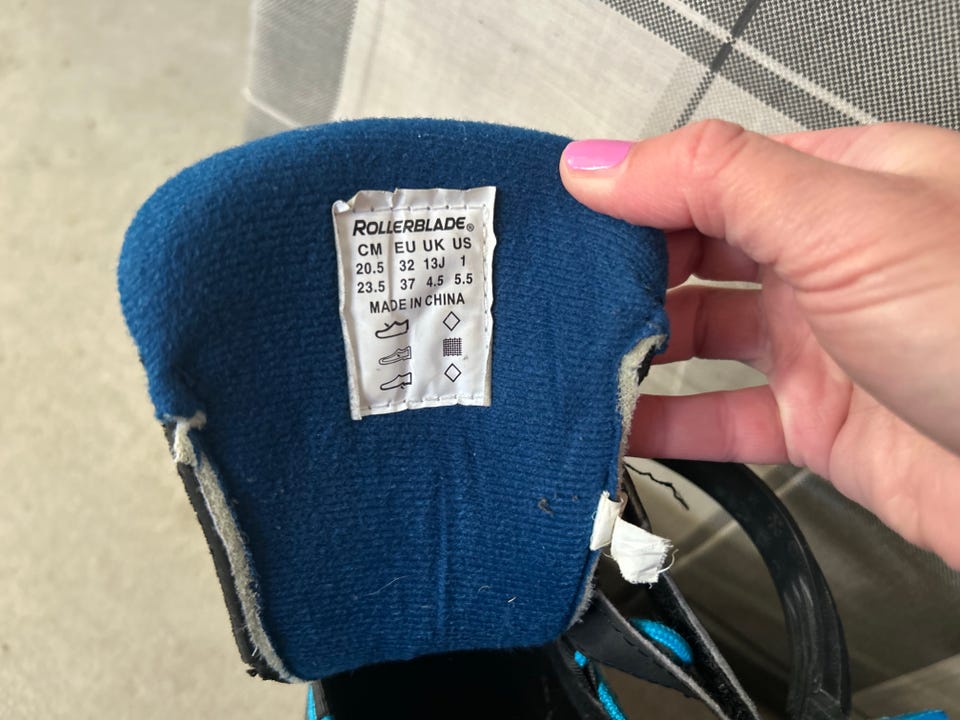 ROLLERBLADE®
CM EU UK US
20.5 32 13J 1
23.5 37 4.5 5.5
MADE IN CHINA